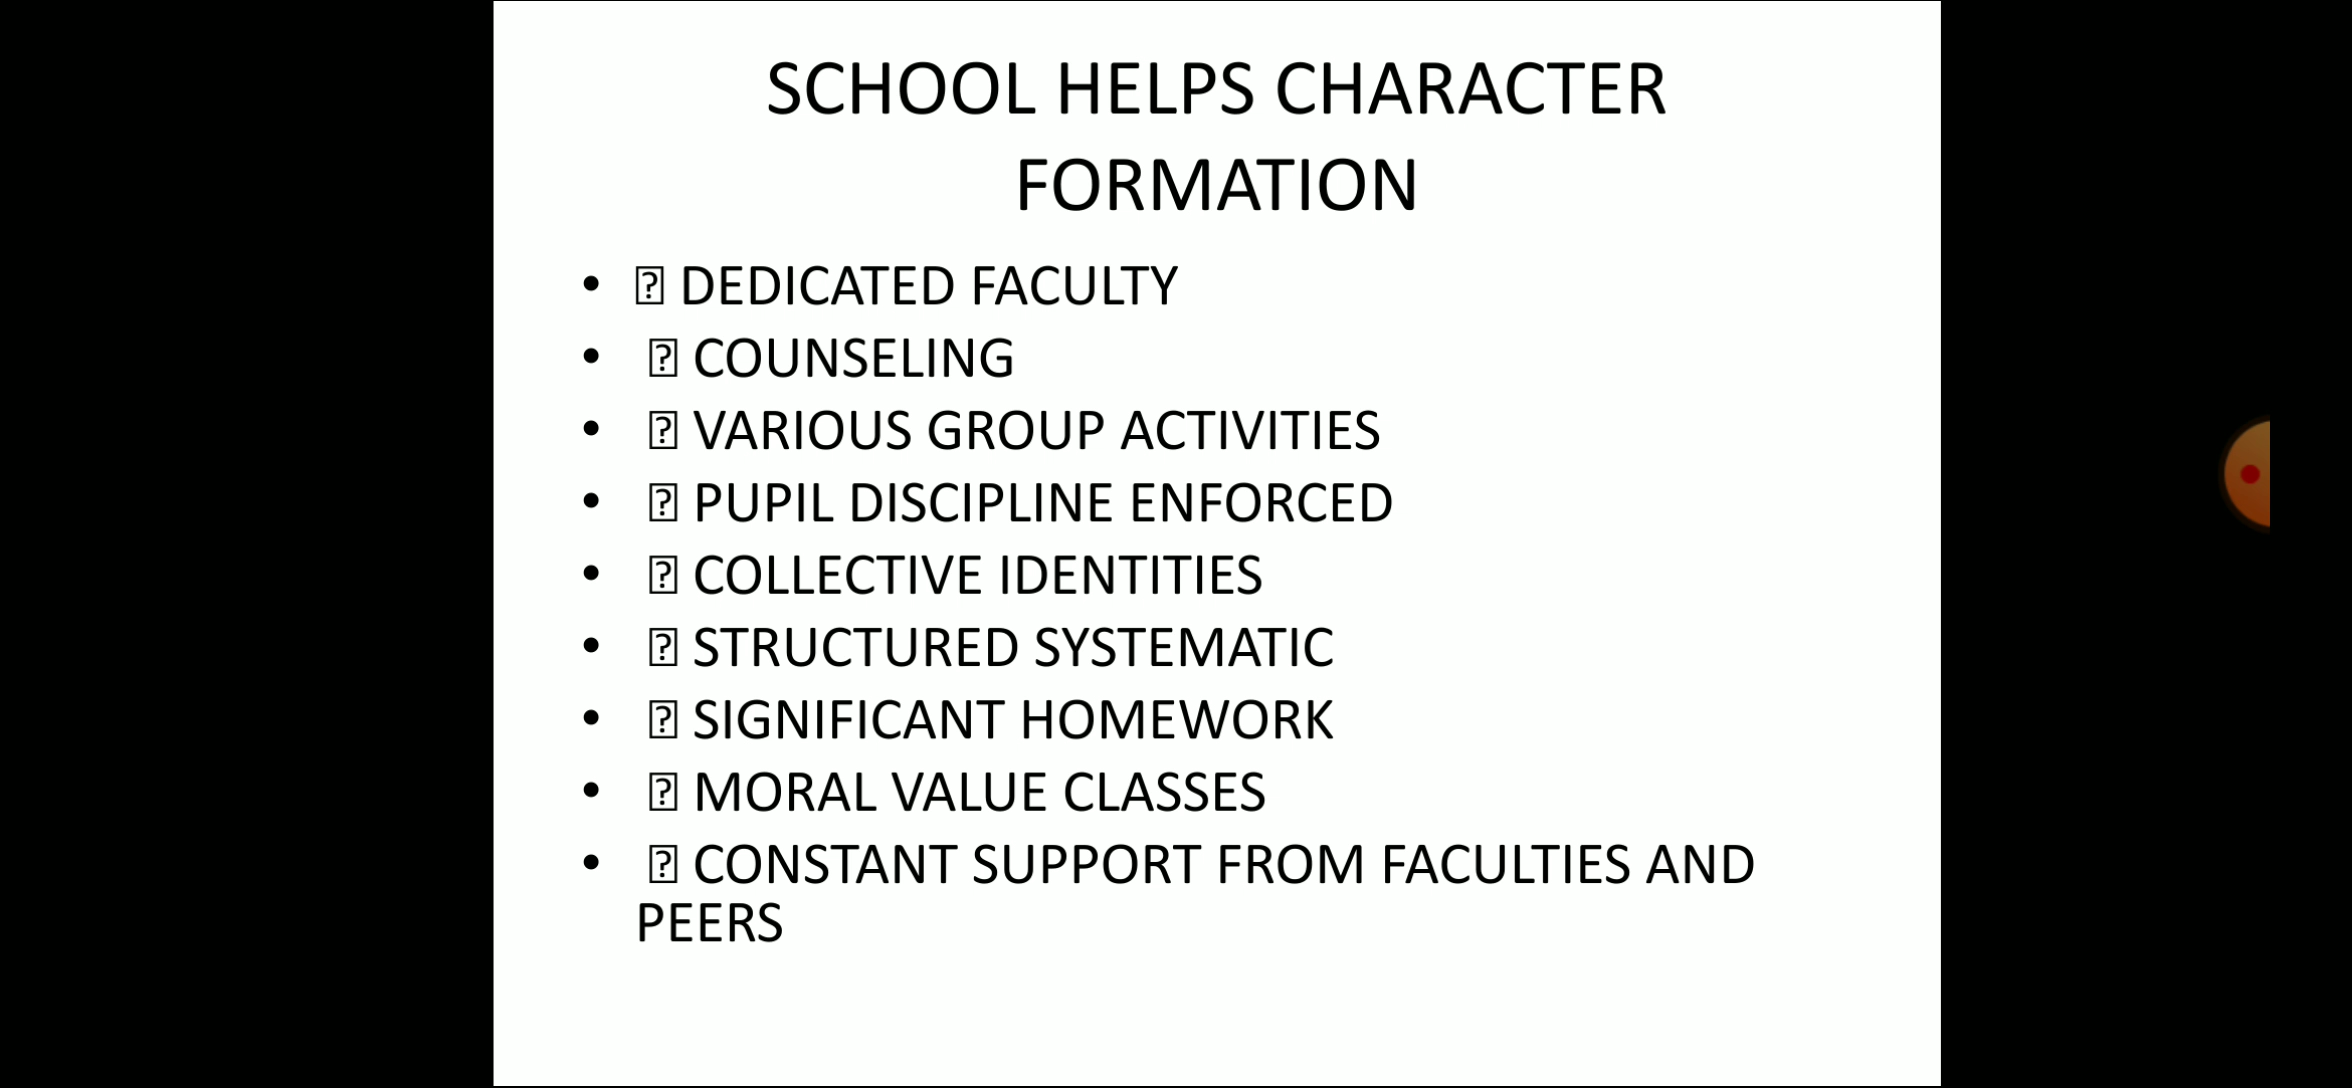 SCHOOL HELPS CHARACTER
FORMATION
• ⍰ DEDICATED FACULTY
• ⍰ COUNSELING
• ⍰ VARIOUS GROUP ACTIVITIES
• ⍰ PUPIL DISCIPLINE ENFORCED
• ⍰ COLLECTIVE IDENTITIES
• ⍰ STRUCTURED SYSTEMATIC
• ⍰ SIGNIFICANT HOMEWORK
• ⍰ MORAL VALUE CLASSES
• ⍰ CONSTANT SUPPORT FROM FACULTIES AND
PEERS